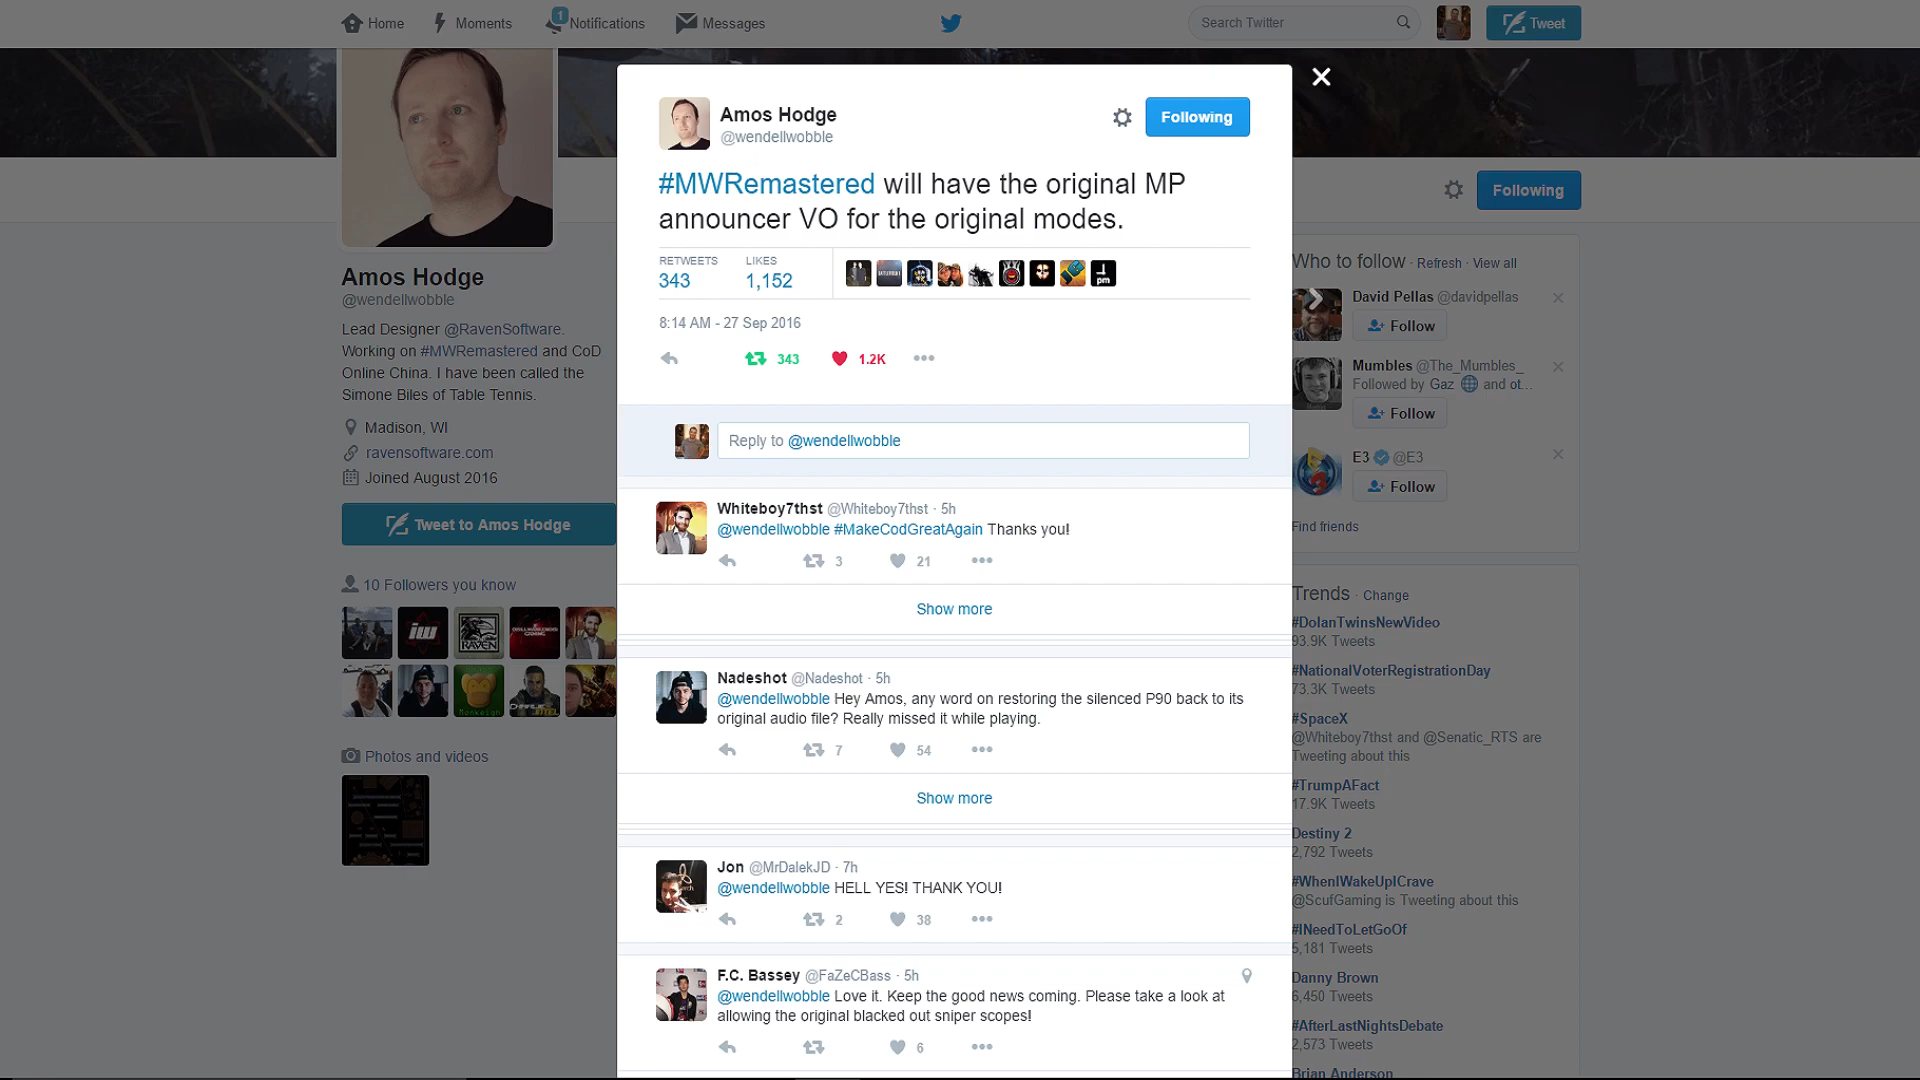 Home
Moments
1
Notifications
Messages
Search Twitter
Tweet
Amos Hodge
@wendellwobble
Following
#MWRemastered will have the original MP
announcer VO for the original modes.
RETWEETS
343
LIKES
1,152
8:14 AM - 27 Sep 2016
343
1.2K
Reply to @wendellwobble
Whiteboy7thst @Whiteboy7thst · 5h
@wendellwobble #MakeCodGreatAgain Thanks you!
3
21
Show more
Nadeshot @Nadeshot · 5h
@wendellwobble Hey Amos, any word on restoring the silenced P90 back to its
original audio file? Really missed it while playing.
7
54
Show more
Jon @MrDalekJD · 7h
@wendellwobble HELL YES! THANK YOU!
2
38
F.C. Bassey @FaZeCBass · 5h
@wendellwobble Love it. Keep the good news coming. Please take a look at
allowing the original blacked out sniper scopes!
6
Amos Hodge
@wendellwobble
Lead Designer @RavenSoftware.
Working on #MWRemastered and CoD
Online China. I have been called the
Simone Biles of Table Tennis.
Madison, WI
ravensoftware.com
Joined August 2016
Tweet to Amos Hodge
10 Followers you know
iw
RAVEN
Photos and videos
Following
Who to follow · Refresh · View all
David Pellas @davidpellas
Follow
Mumbles @The_Mumbles_
Followed by Gaz and ot...
Follow
E3 @E3
Follow
Find friends
Trends · Change
#DolanTwinsNewVideo
93.9K Tweets
#NationalVoterRegistrationDay
73.3K Tweets
#SpaceX
@Whiteboy7thst and @Senatic_RTS are
Tweeting about this
#TrumpAFact
17.9K Tweets
Destiny 2
2,792 Tweets
#WhenIWakeUpICrave
@ScufGaming is Tweeting about this
#INeedToLetGoOf
5,181 Tweets
Danny Brown
6,450 Tweets
#AfterLastNightsDebate
2,573 Tweets
Brian Anderson